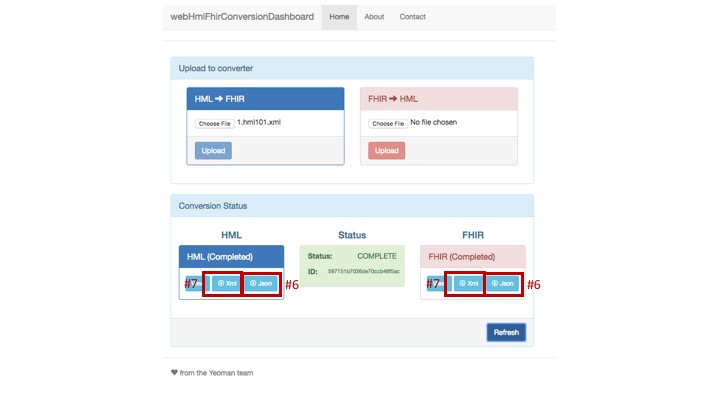 webHmlFhirConversionDashboard Home About Contact
Upload to converter
HML ➔ FHIR
FHIR ➔ HML
Choose File 1.hml101.xml
Choose File No file chosen
Upload
Upload
Conversion Status
HML
Status
FHIR
HML (Completed)
Status: COMPLETE
FHIR (Completed)
ID:
#7 Xml Json #6
#7 Xml Json #6
Refresh
from the Yeoman team